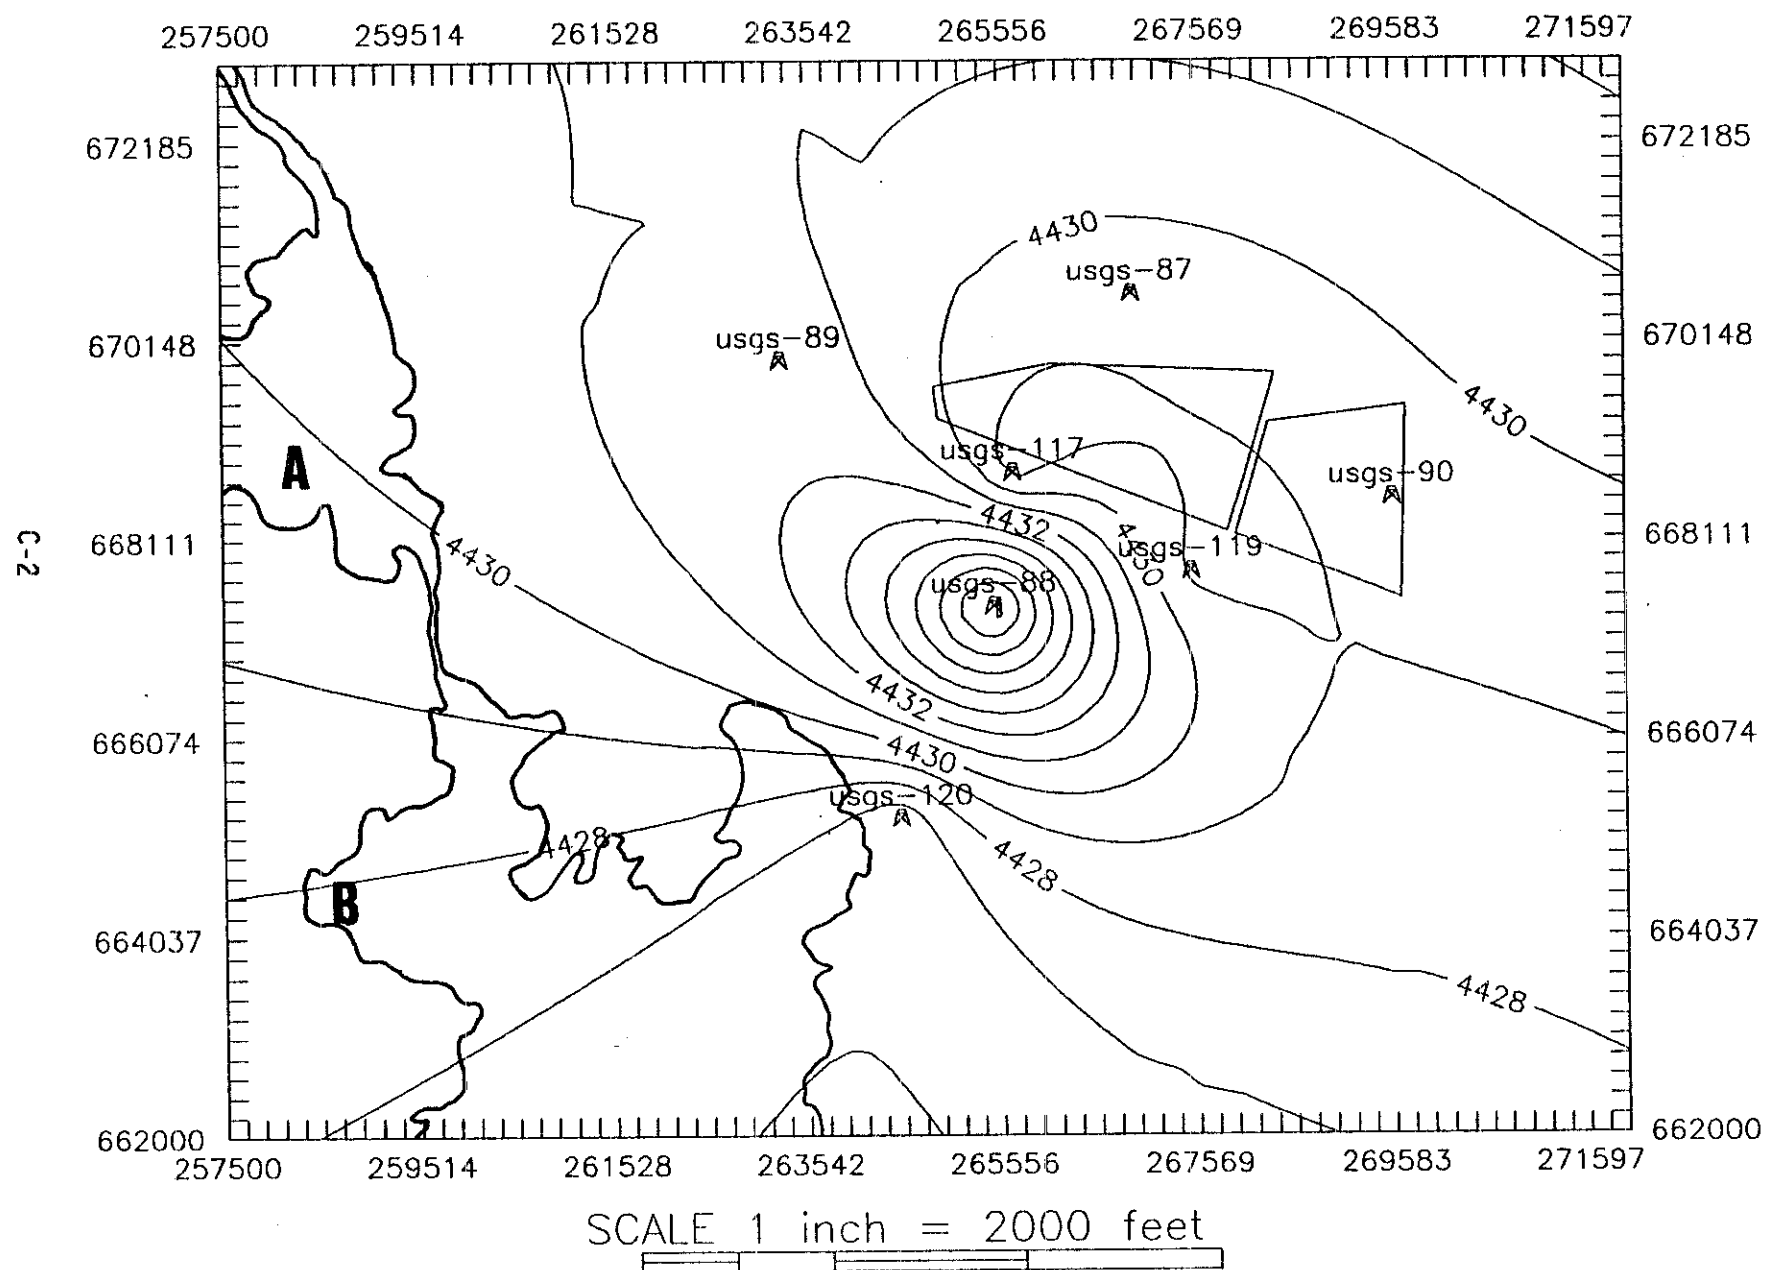 257500 259514 261528 263542 265556 267569 269583 271597
672185 672185
4430
usgs-87
usgs-89
670148 670148
4430
usgs-117
A
usgs-90
4432
668111 4430 668111
usgs-119
4430
C-2
usgs-88
4432
666074 666074
4430
usgs-120
4428
4428
B
664037 664037
4428
662000 662000
257500 259514 261528 263542 265556 267569 269583 271597
SCALE 1 inch = 2000 feet